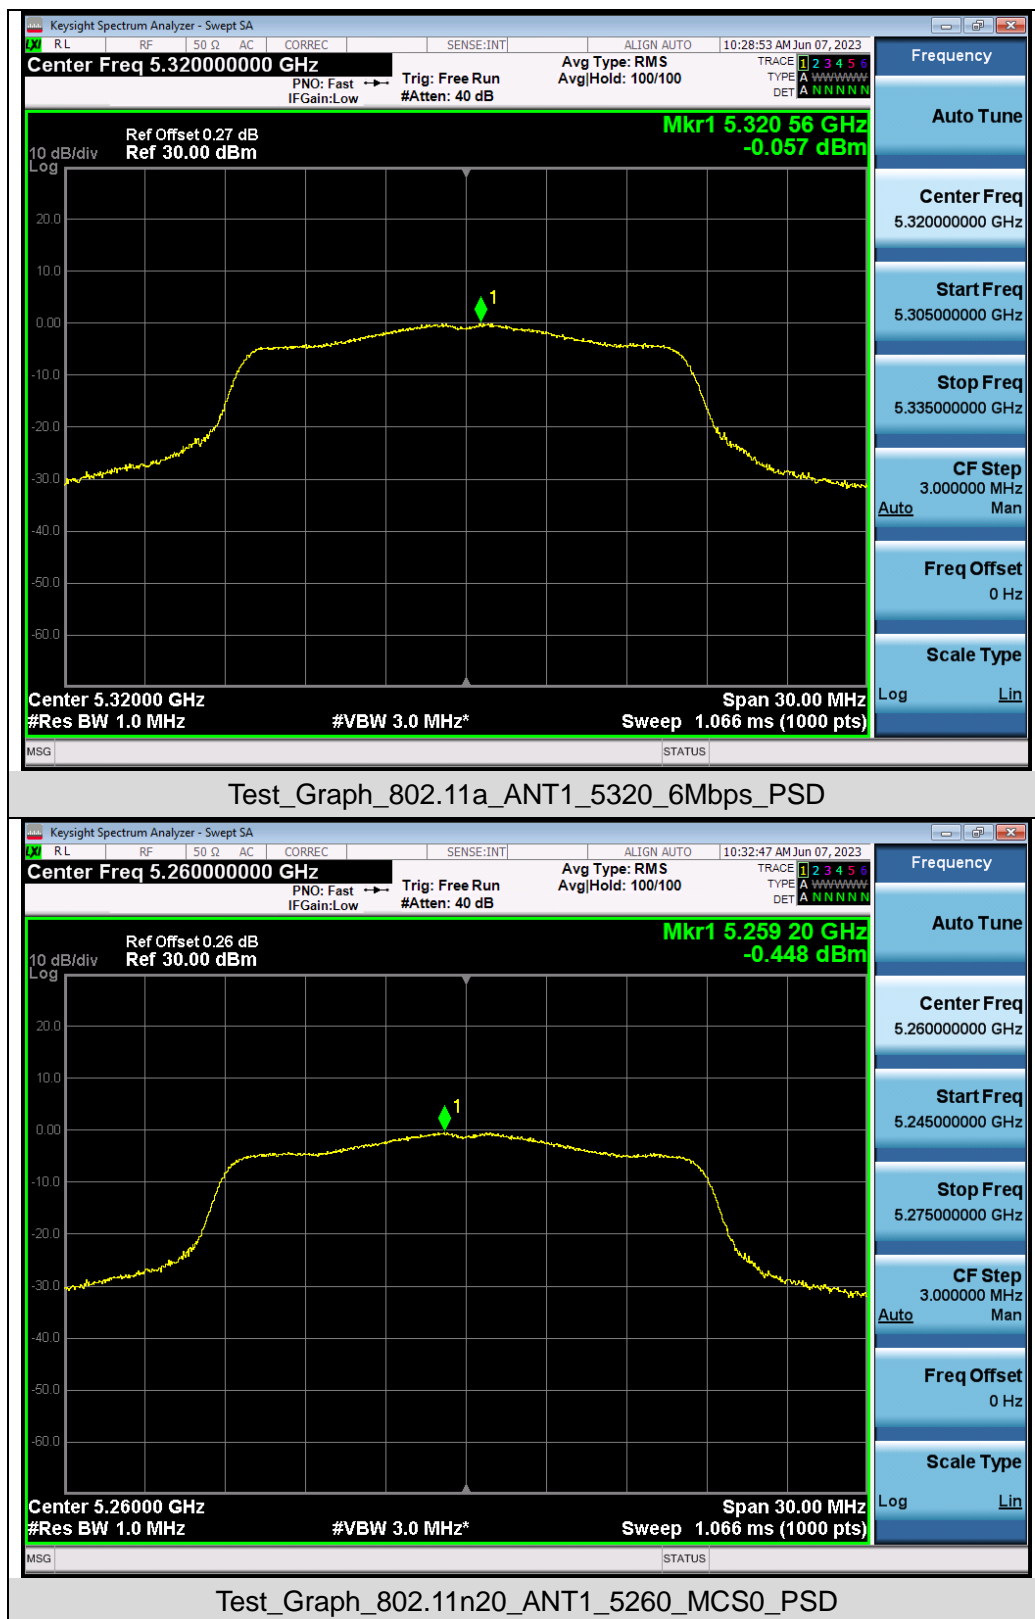 Keysight Spectrum Analyzer - Swept SA
LXI RL RF 50 Ω AC CORREC SENSE:INT ALIGN AUTO 10:28:53 AM Jun 07, 2023
Center Freq 5.320000000 GHz
PNO: Fast
IFGain:Low
Trig: Free Run
#Atten: 40 dB
Avg Type: RMS
Avg|Hold: 100/100
TRACE 1 2 3 4 5 6
TYPE A WWWWW
DET A N N N N N
Frequency
Ref Offset 0.27 dB
Ref 30.00 dBm
10 dB/div
Log
Mkr1 5.320 56 GHz
-0.057 dBm
20.0
10.0
0.00
-10.0
-20.0
-30.0
-40.0
-50.0
-60.0
1
Center 5.32000 GHz
Span 30.00 MHz
#Res BW 1.0 MHz
#VBW 3.0 MHz*
Sweep 1.066 ms (1000 pts)
MSG
STATUS
Auto Tune
Center Freq
5.320000000 GHz
Start Freq
5.305000000 GHz
Stop Freq
5.335000000 GHz
CF Step
3.000000 MHz
Auto Man
Freq Offset
0 Hz
Scale Type
Log Lin
Test_Graph_802.11a_ANT1_5320_6Mbps_PSD
Keysight Spectrum Analyzer - Swept SA
LXI RL RF 50 Ω AC CORREC SENSE:INT ALIGN AUTO 10:32:47 AM Jun 07, 2023
Center Freq 5.260000000 GHz
PNO: Fast
IFGain:Low
Trig: Free Run
#Atten: 40 dB
Avg Type: RMS
Avg|Hold: 100/100
TRACE 1 2 3 4 5 6
TYPE A WWWWW
DET A N N N N N
Frequency
Ref Offset 0.26 dB
Ref 30.00 dBm
10 dB/div
Log
Mkr1 5.259 20 GHz
-0.448 dBm
20.0
10.0
0.00
-10.0
-20.0
-30.0
-40.0
-50.0
-60.0
1
Center 5.26000 GHz
Span 30.00 MHz
#Res BW 1.0 MHz
#VBW 3.0 MHz*
Sweep 1.066 ms (1000 pts)
MSG
STATUS
Auto Tune
Center Freq
5.260000000 GHz
Start Freq
5.245000000 GHz
Stop Freq
5.275000000 GHz
CF Step
3.000000 MHz
Auto Man
Freq Offset
0 Hz
Scale Type
Log Lin
Test_Graph_802.11n20_ANT1_5260_MCS0_PSD